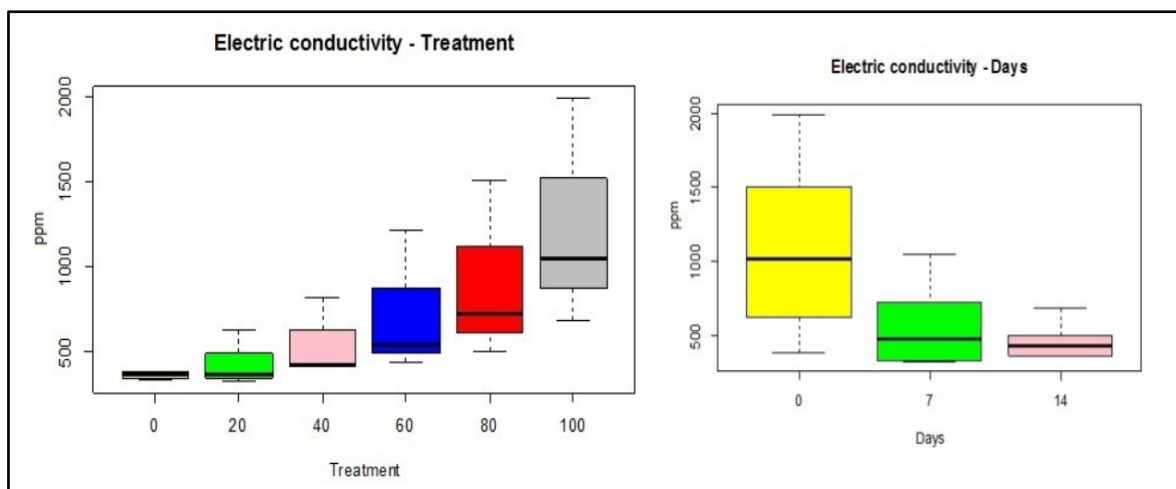 Electric conductivity - Treatment
ppm
2000
1500
1000
500
0 20 40 60 80 100
Treatment
Electric conductivity - Days
ppm
2000
1500
1000
500
0 7 14
Days